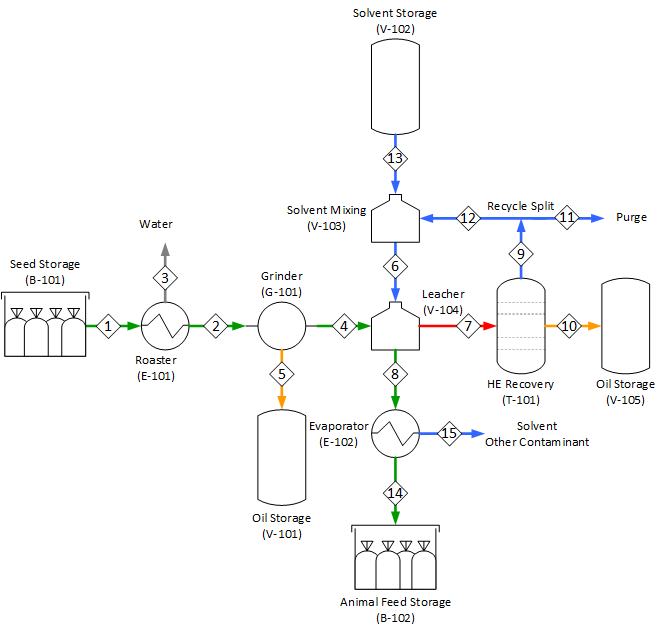 Solvent Storage
(V-102)
13
Solvent Mixing
(V-103)
12
Recycle Split
11
Purge
Water
6
9
3
Seed Storage
(B-101)
Grinder
(G-101)
Leacher
(V-104)
1
2
4
7
10
Roaster
(E-101)
5
8
HE Recovery
(T-101)
Oil Storage
(V-105)
Evaporator
(E-102)
15
Solvent
Other Contaminant
14
Oil Storage
(V-101)
Animal Feed Storage
(B-102)